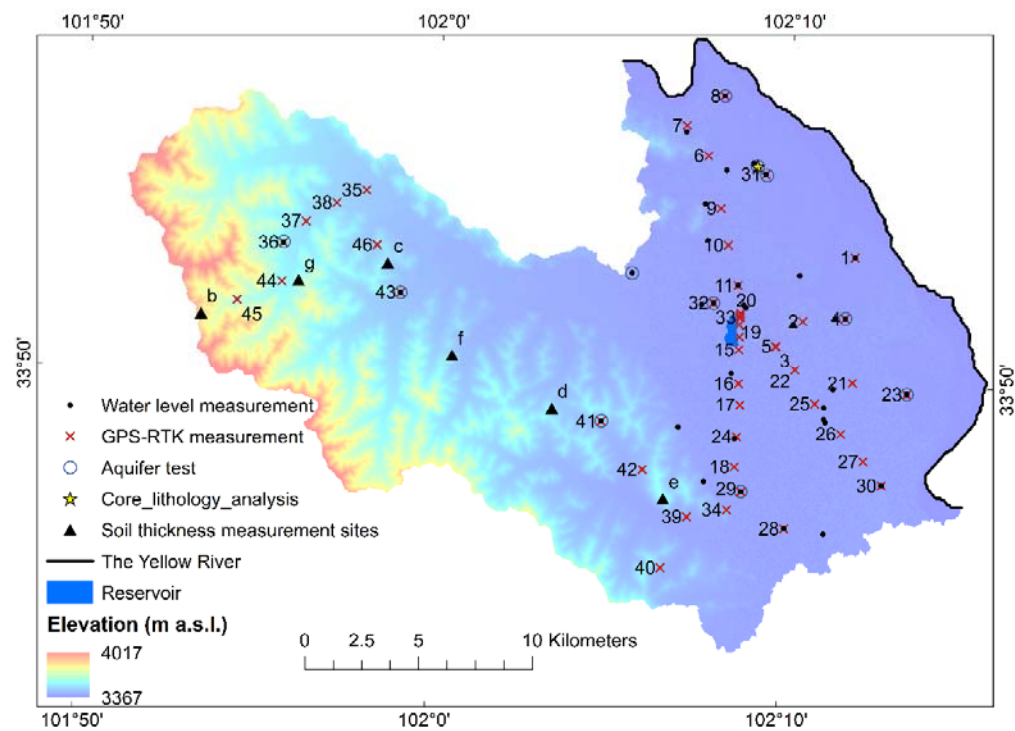 101°50' 102°0' 102°10'
8
7
6
31
35
38
37
9
36
46
c
10
1
g
44
43
11
b
45
32
20
33
2
4
f
19
5
15
33°50'
3
16
22
21
33°50'
d
17
25
23
Water level measurement
41
GPS-RTK measurement
24
26
Aquifer test
42
18
27
e
29
30
Core_lithology_analysis
34
Soil thickness measurement sites
39
28
The Yellow River
40
Reservoir
Elevation (m a.s.l.)
0 2.5 5 10 Kilometers
4017
3367
101°50' 102°0' 102°10'